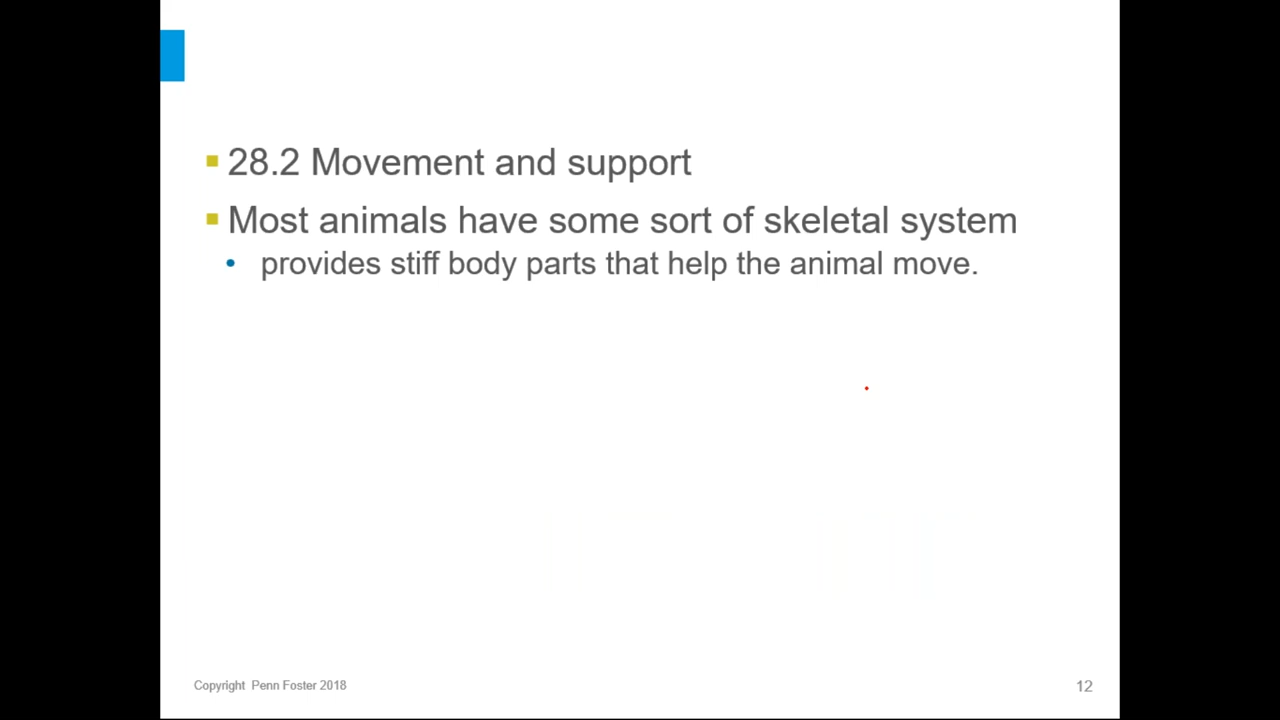 28.2 Movement and support
Most animals have some sort of skeletal system
provides stiff body parts that help the animal move.
Copyright Penn Foster 2018
12